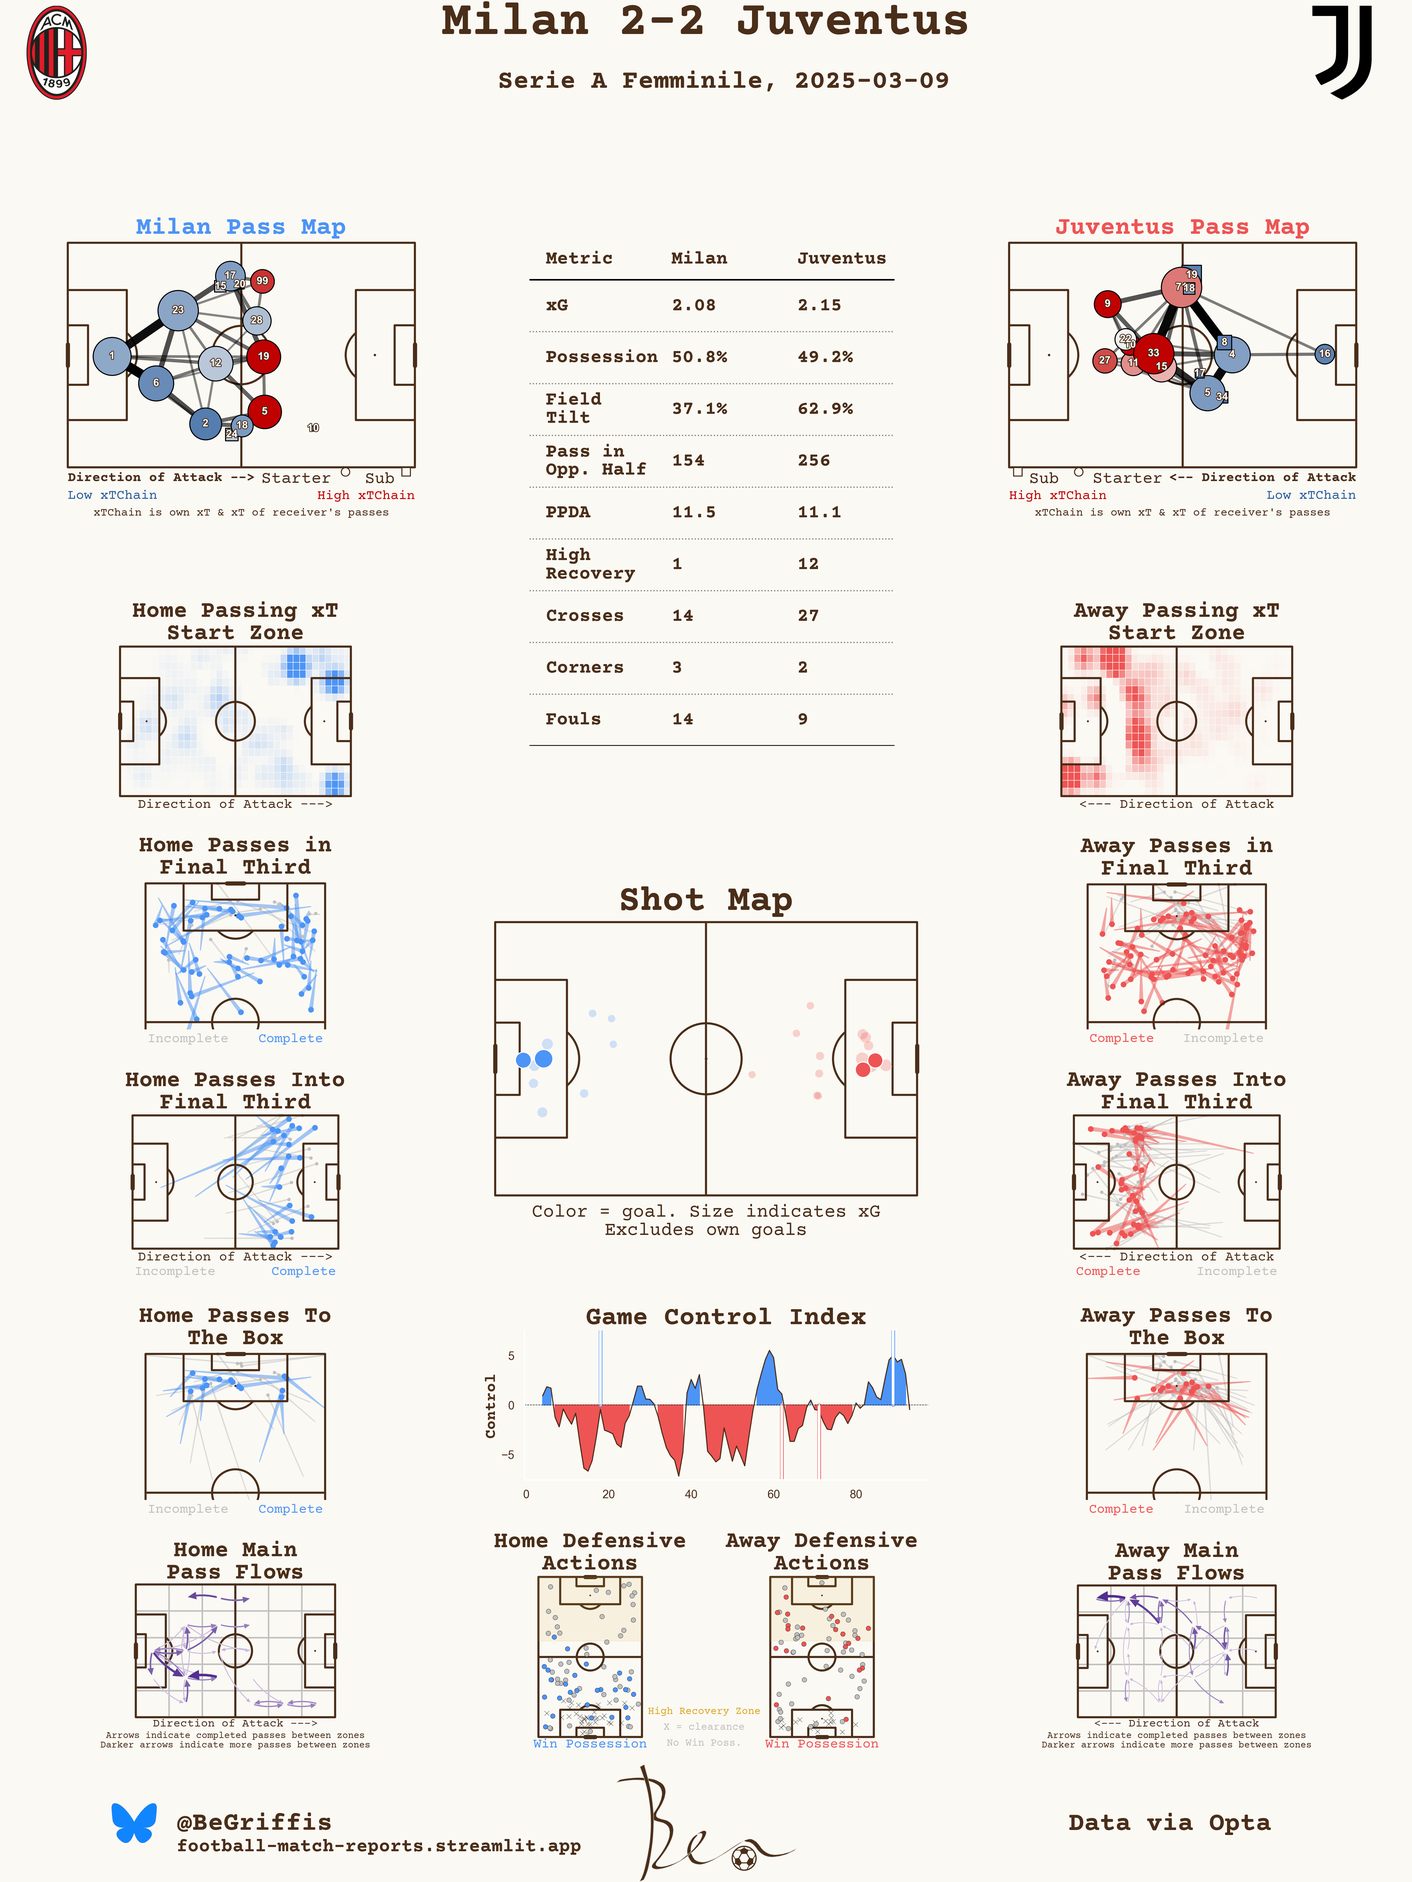 Milan 2-2 Juventus
Serie A Femminile, 2025-03-09
ACM
1899
Milan Pass Map
1
23
6
2
12
17
15
20
99
28
19
5
18
24
10
Direction of Attack --> Starter Sub
Low xTChain High xTChain
xTChain is own xT & xT of receiver's passes
Metric Milan Juventus
xG 2.08 2.15
Possession 50.8% 49.2%
Field
Tilt 37.1% 62.9%
Pass in
Opp. Half 154 256
PPDA 11.5 11.1
High
Recovery 1 12
Crosses 14 27
Corners 3 2
Fouls 14 9
Juventus Pass Map
19
18
9
22
33
27
11
15
8
4
16
17
5
34
Sub Starter <-- Direction of Attack
High xTChain Low xTChain
xTChain is own xT & xT of receiver's passes
Home Passing xT
Start Zone
Direction of Attack --->
Away Passing xT
Start Zone
<--- Direction of Attack
Home Passes in
Final Third
Incomplete Complete
Away Passes in
Final Third
Complete Incomplete
Shot Map
Color = goal. Size indicates xG
Excludes own goals
Home Passes Into
Final Third
Direction of Attack --->
Incomplete Complete
Away Passes Into
Final Third
<--- Direction of Attack
Complete Incomplete
Home Passes To
The Box
Incomplete Complete
Game Control Index
Control
5
0
−5
0 20 40 60 80
Away Passes To
The Box
Complete Incomplete
Home Main
Pass Flows
Direction of Attack --->
Arrows indicate completed passes between zones
Darker arrows indicate more passes between zones
Home Defensive
Actions
Win Possession
Away Defensive
Actions
Win Possession
High Recovery Zone
X = clearance
No Win Poss.
Away Main
Pass Flows
<--- Direction of Attack
Arrows indicate completed passes between zones
Darker arrows indicate more passes between zones
@BeGriffis
football-match-reports.streamlit.app
Ben
Data via Opta